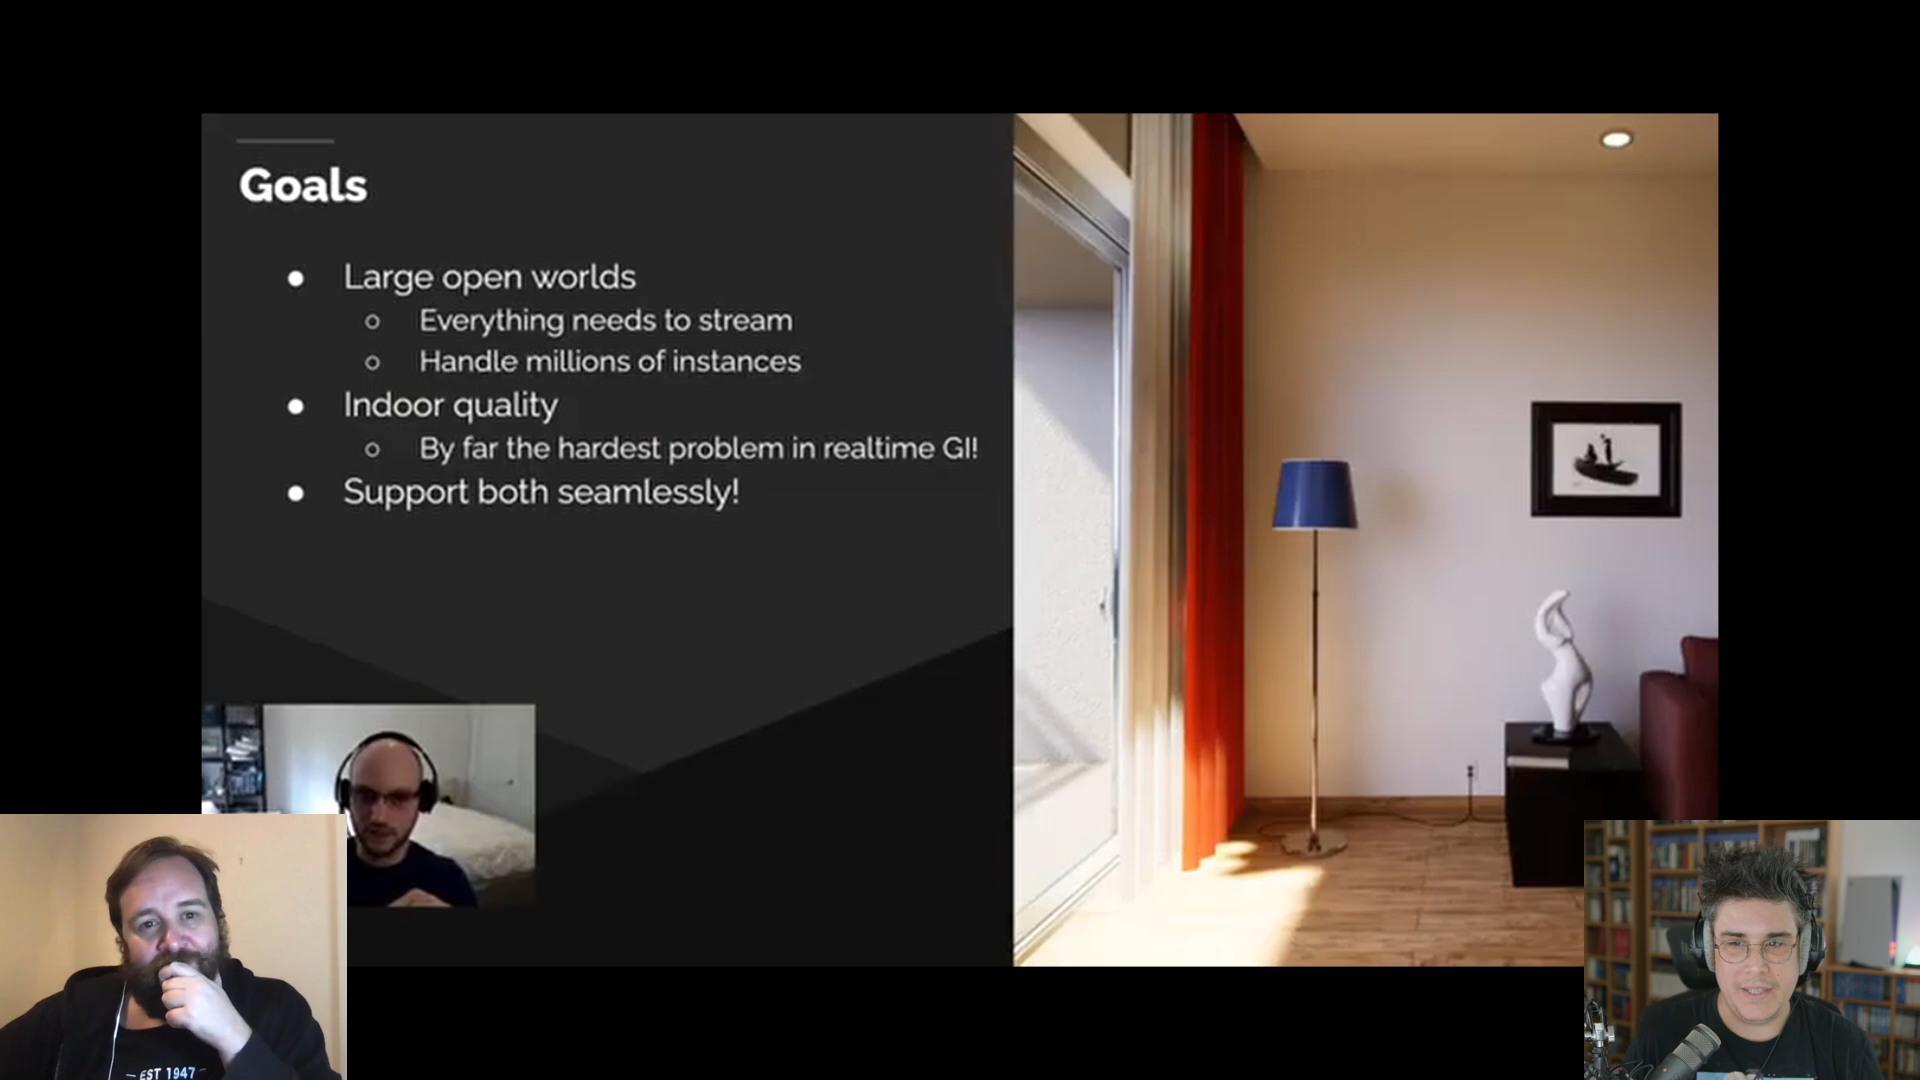 Goals
● Large open worlds
○ Everything needs to stream
○ Handle millions of instances
● Indoor quality
○ By far the hardest problem in realtime GI!
● Support both seamlessly!
– EST 1947 –